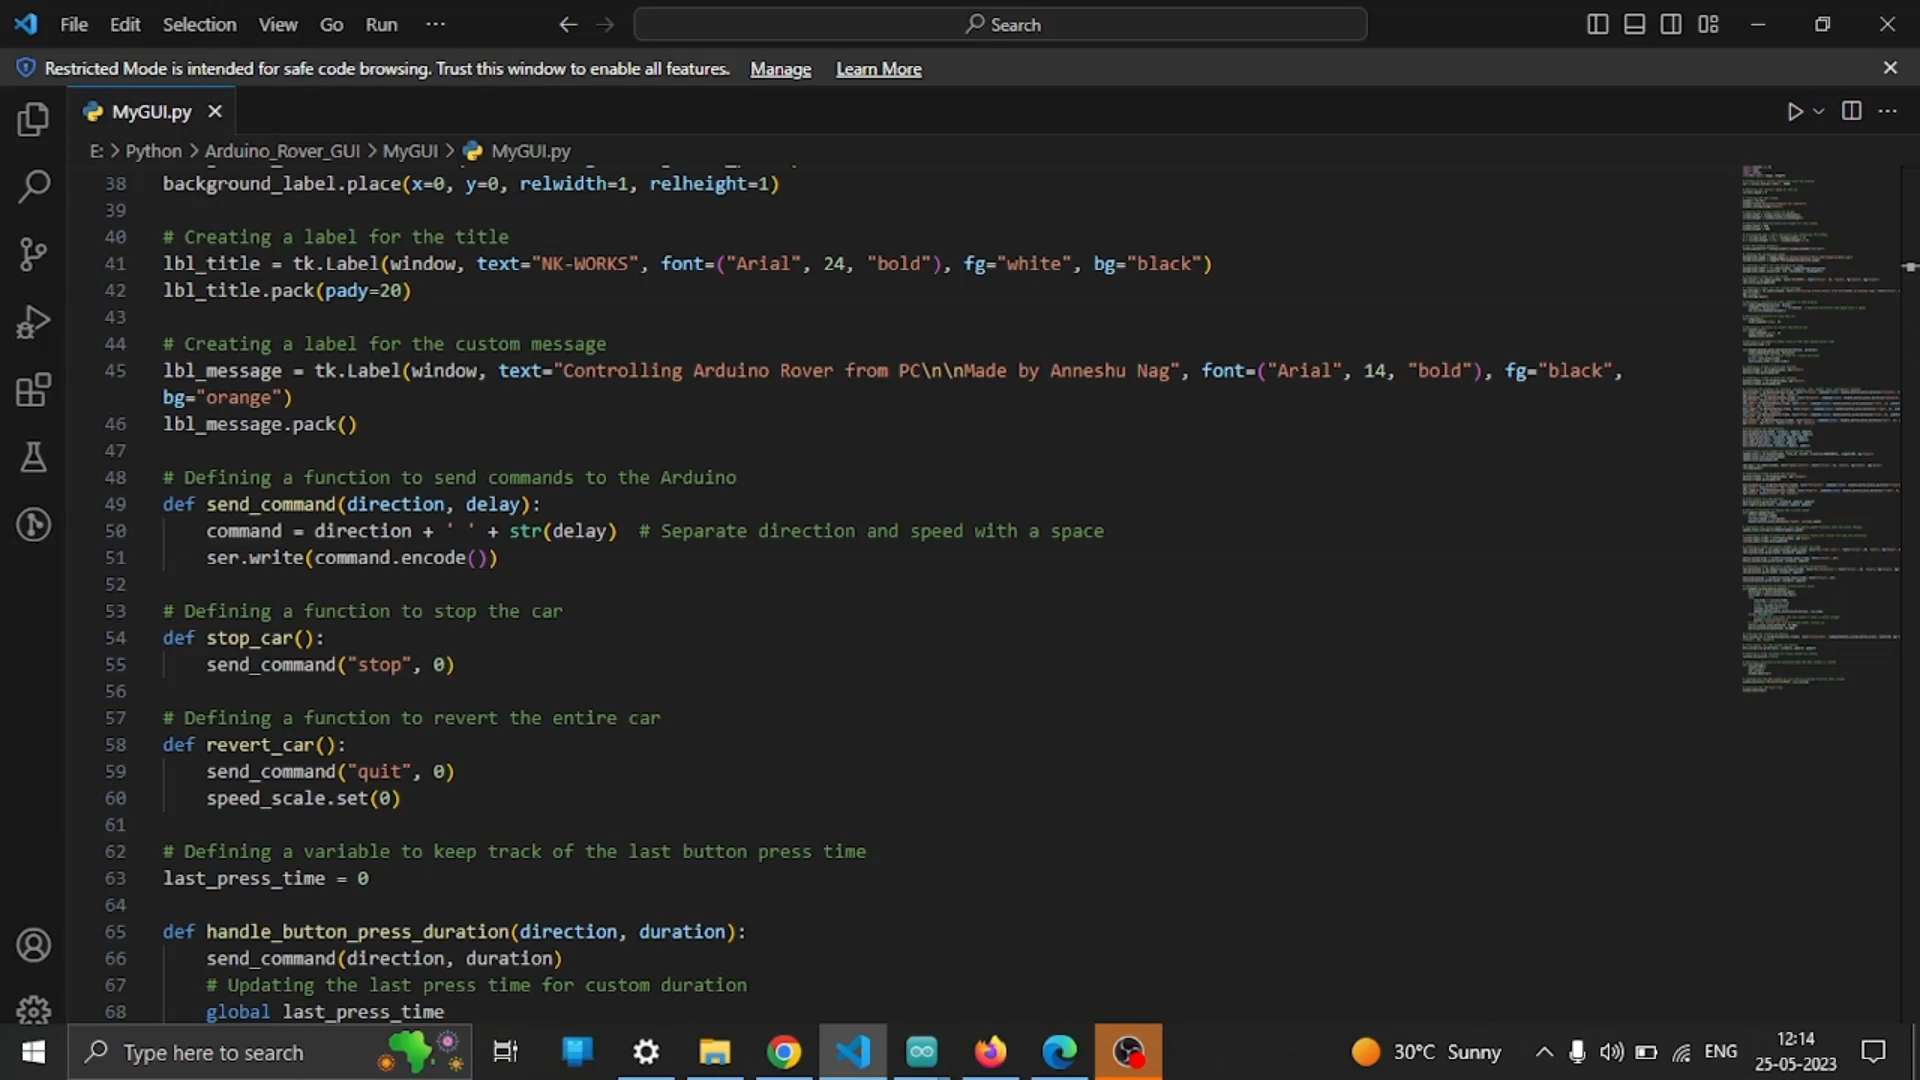 File Edit Selection View Go Run ··· Search
Restricted Mode is intended for safe code browsing. Trust this window to enable all features. Manage Learn More
MyGUI.py
E: > Python > Arduino_Rover_GUI > MyGUI > MyGUI.py
38 background_label.place(x=0, y=0, relwidth=1, relheight=1)
39
40 # Creating a label for the title
41 lbl_title = tk.Label(window, text="NK-WORKS", font=("Arial", 24, "bold"), fg="white", bg="black")
42 lbl_title.pack(pady=20)
43
44 # Creating a label for the custom message
45 lbl_message = tk.Label(window, text="Controlling Arduino Rover from PC\n\nMade by Anneshu Nag", font=("Arial", 14, "bold"), fg="black",
bg="orange")
46 lbl_message.pack()
47
48 # Defining a function to send commands to the Arduino
49 def send_command(direction, delay):
50 command = direction + ' ' + str(delay) # Separate direction and speed with a space
51 ser.write(command.encode())
52
53 # Defining a function to stop the car
54 def stop_car():
55 send_command("stop", 0)
56
57 # Defining a function to revert the entire car
58 def revert_car():
59 send_command("quit", 0)
60 speed_scale.set(0)
61
62 # Defining a variable to keep track of the last button press time
63 last_press_time = 0
64
65 def handle_button_press_duration(direction, duration):
66 send_command(direction, duration)
67 # Updating the last press time for custom duration
68 global last_press_time
Type here to search 30°C Sunny ENG 12:14
25-05-2023